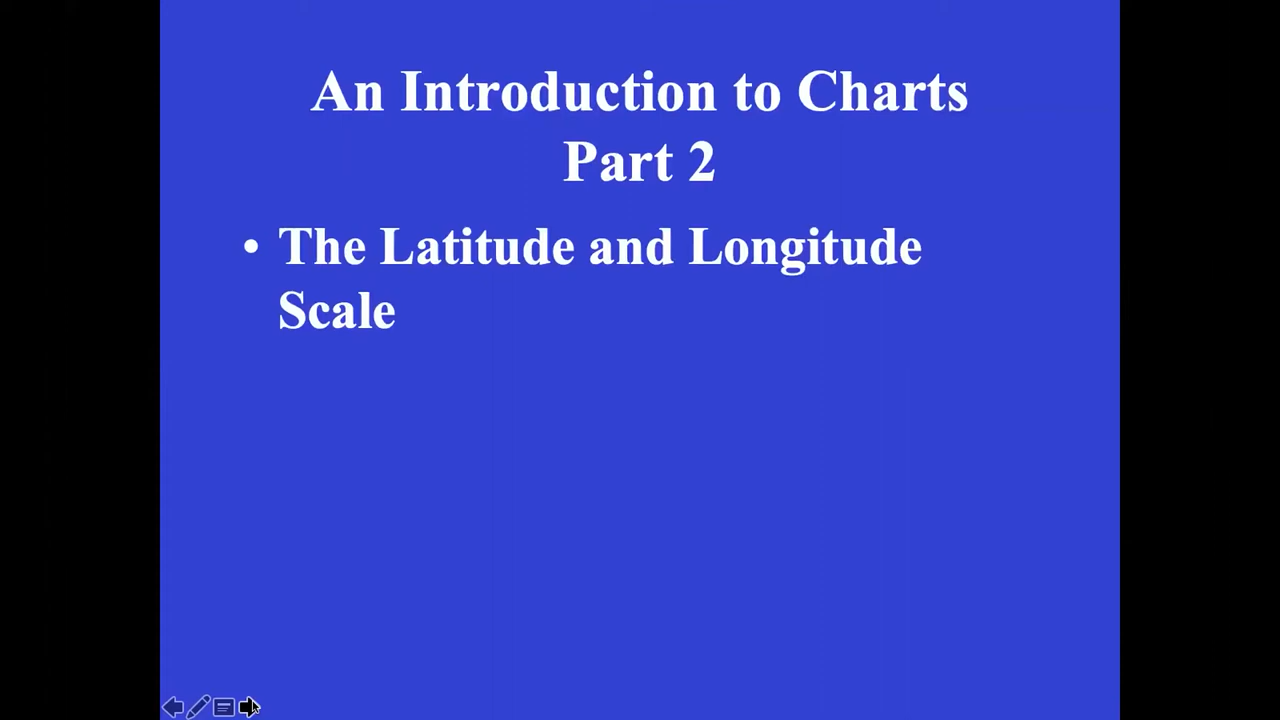 An Introduction to Charts
Part 2
• The Latitude and Longitude
Scale